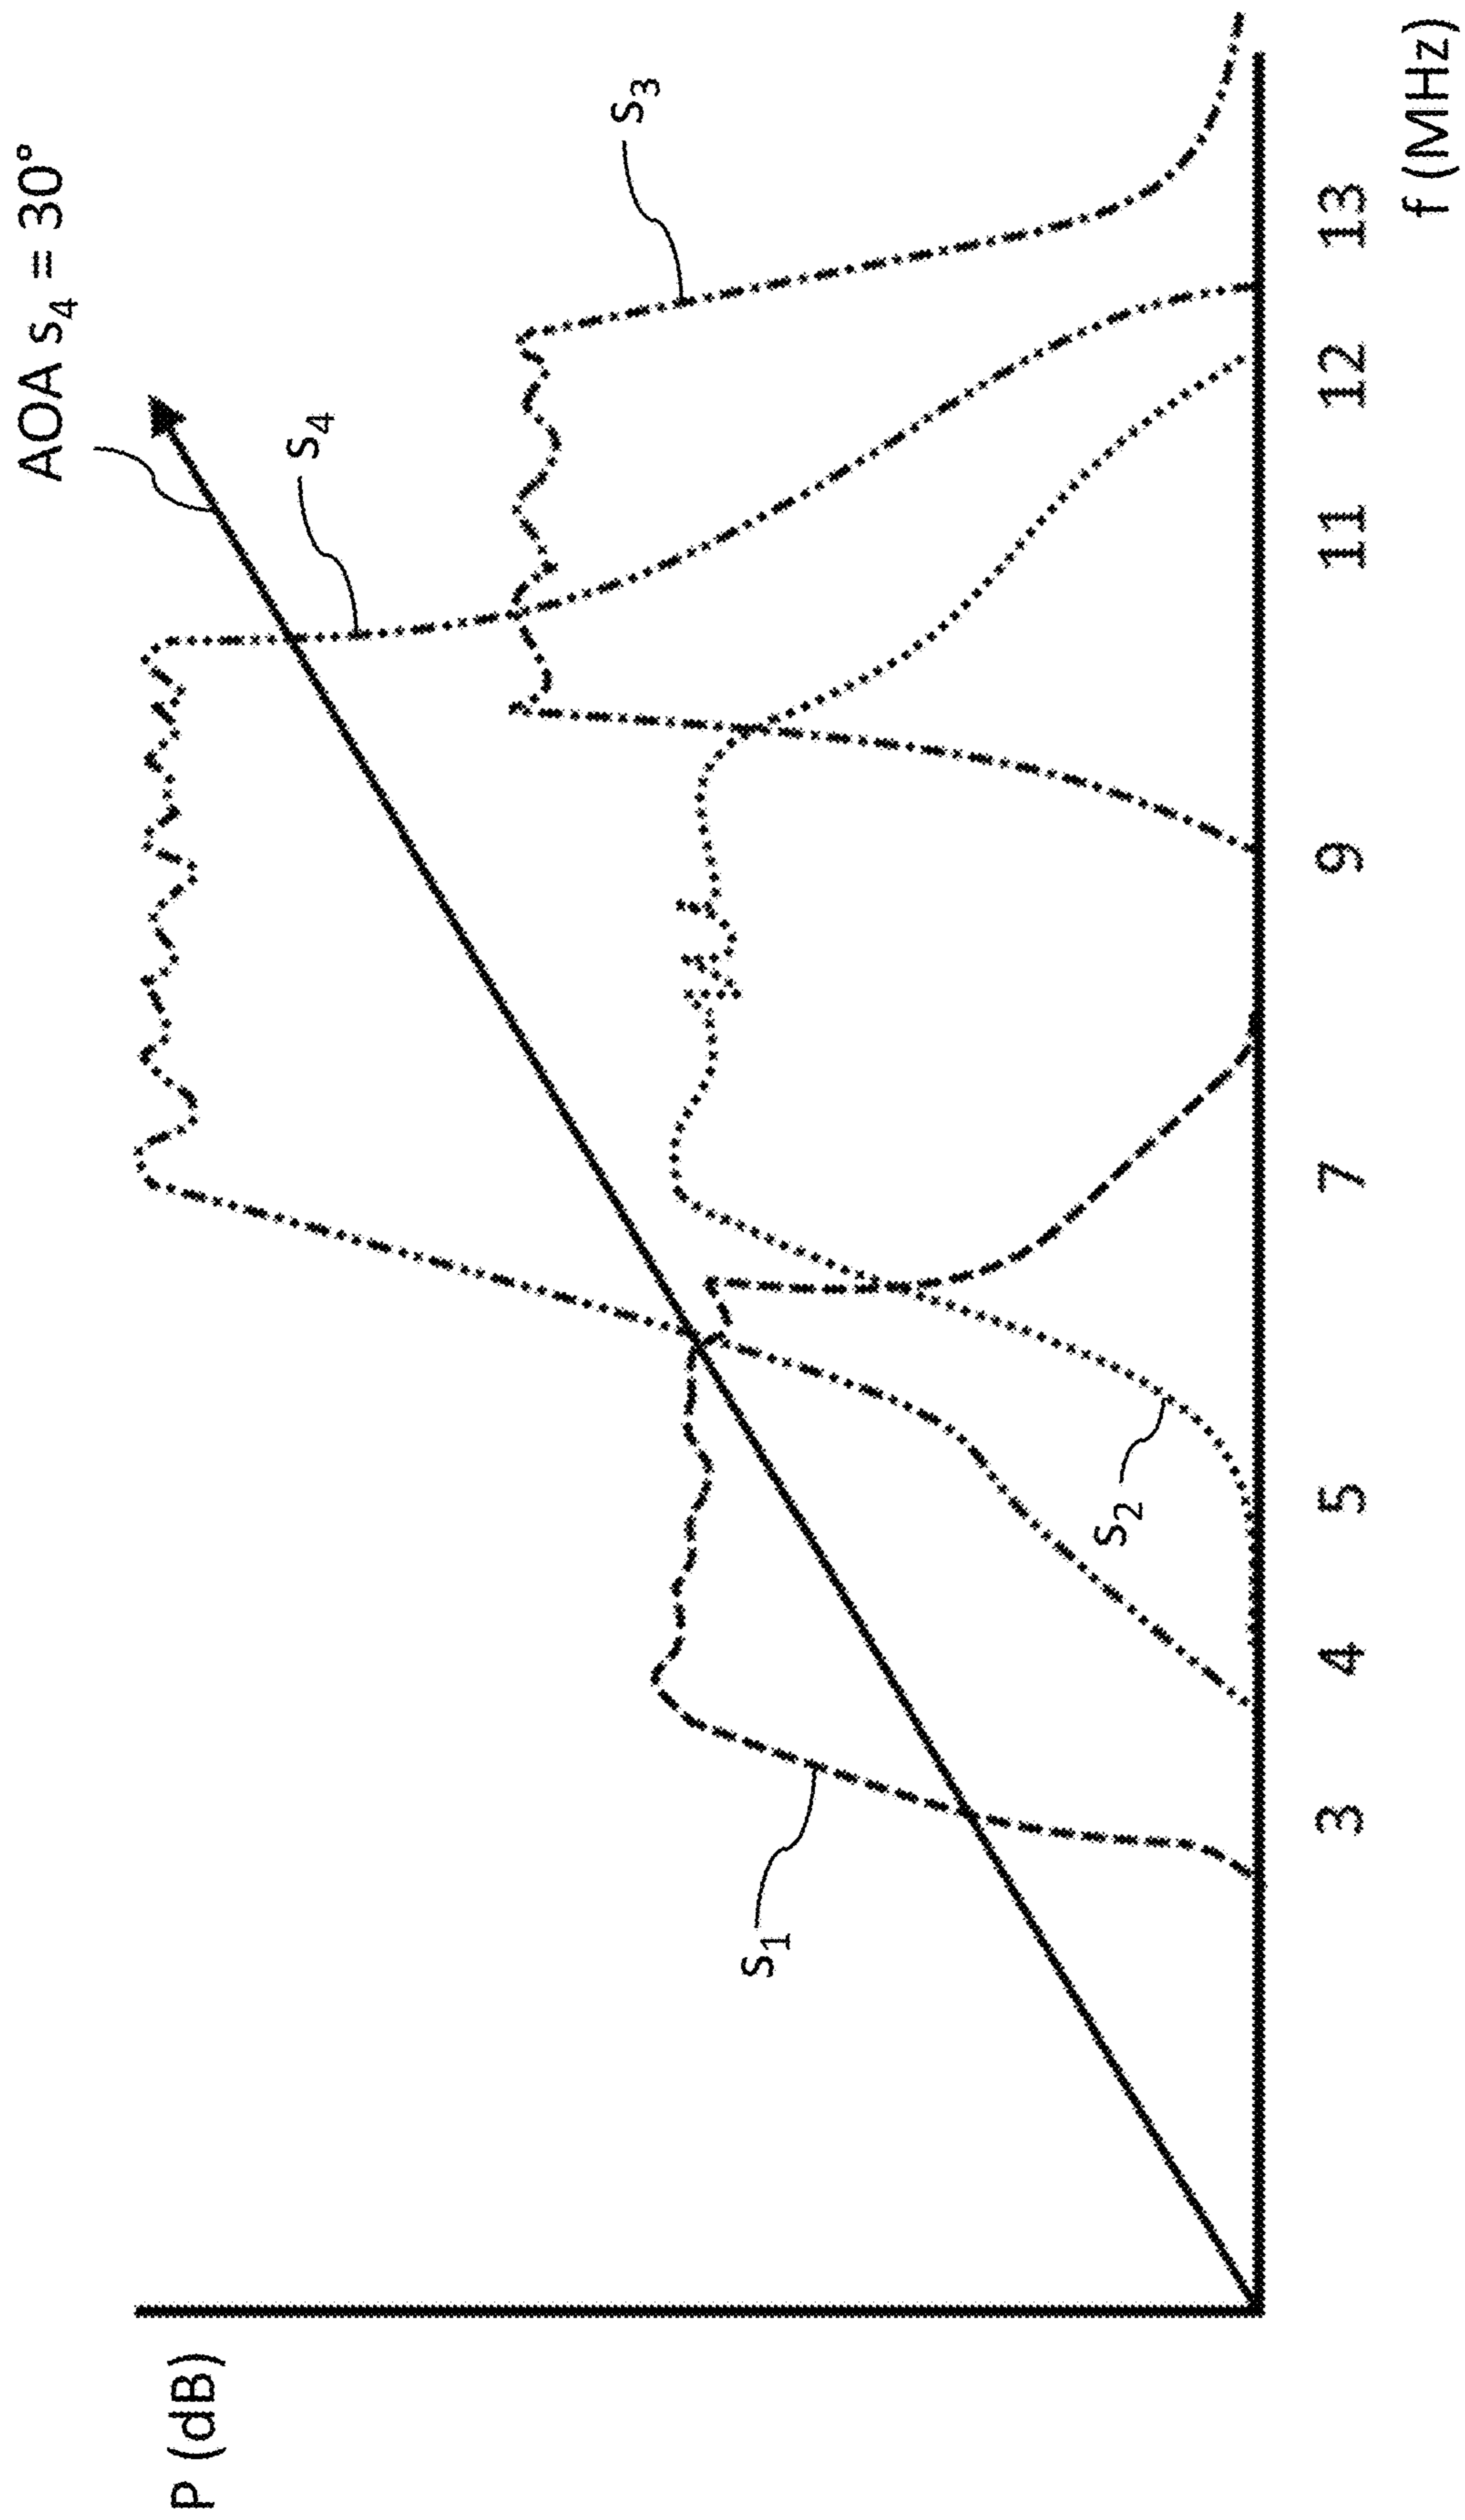 P (dB)
AOA s₄ = 30°
s₄
s₃
s₁
s₂
3 4 5 7 9 11 12 13
f (MHz)